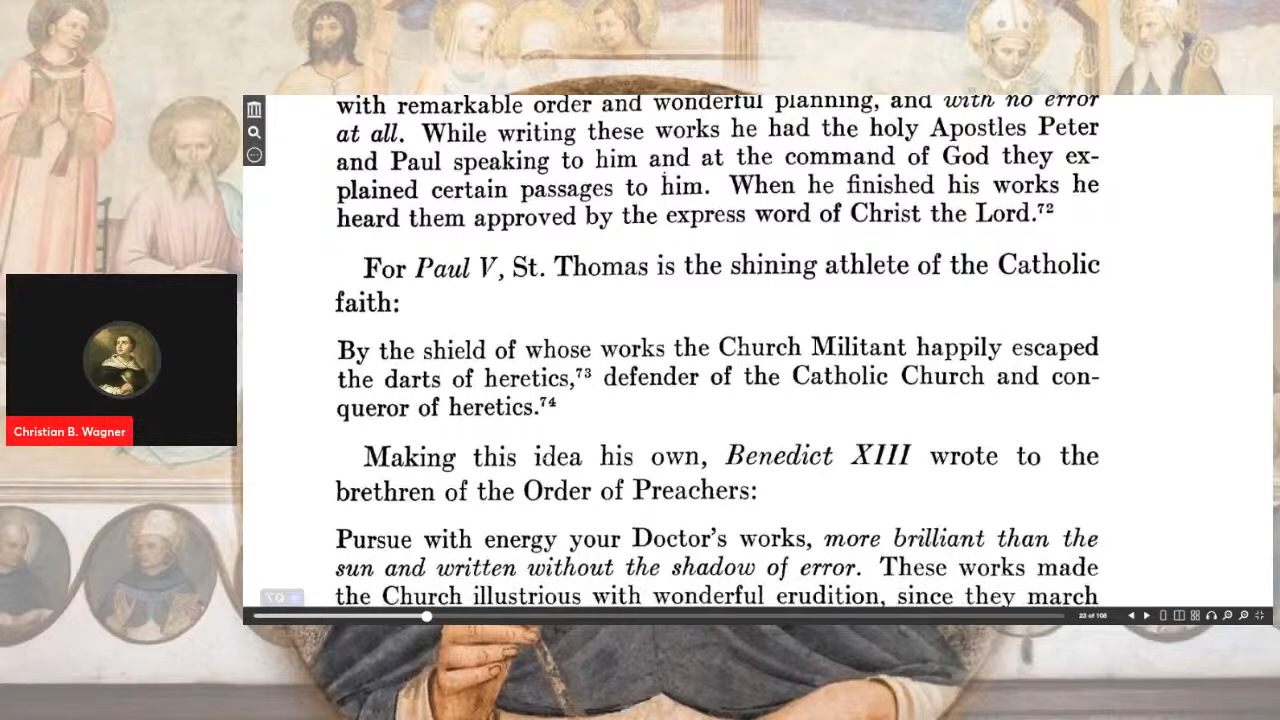 with remarkable order and wonderful planning, and with no error
at all. While writing these works he had the holy Apostles Peter
and Paul speaking to him and at the command of God they ex-
plained certain passages to him. When he finished his works he
heard them approved by the express word of Christ the Lord.⁷²
For Paul V, St. Thomas is the shining athlete of the Catholic
faith:
By the shield of whose works the Church Militant happily escaped
the darts of heretics,⁷³ defender of the Catholic Church and con-
queror of heretics.⁷⁴
Making this idea his own, Benedict XIII wrote to the
brethren of the Order of Preachers:
Pursue with energy your Doctor's works, more brilliant than the
sun and written without the shadow of error. These works made
the Church illustrious with wonderful erudition, since they march
Christian B. Wagner
23 of 108